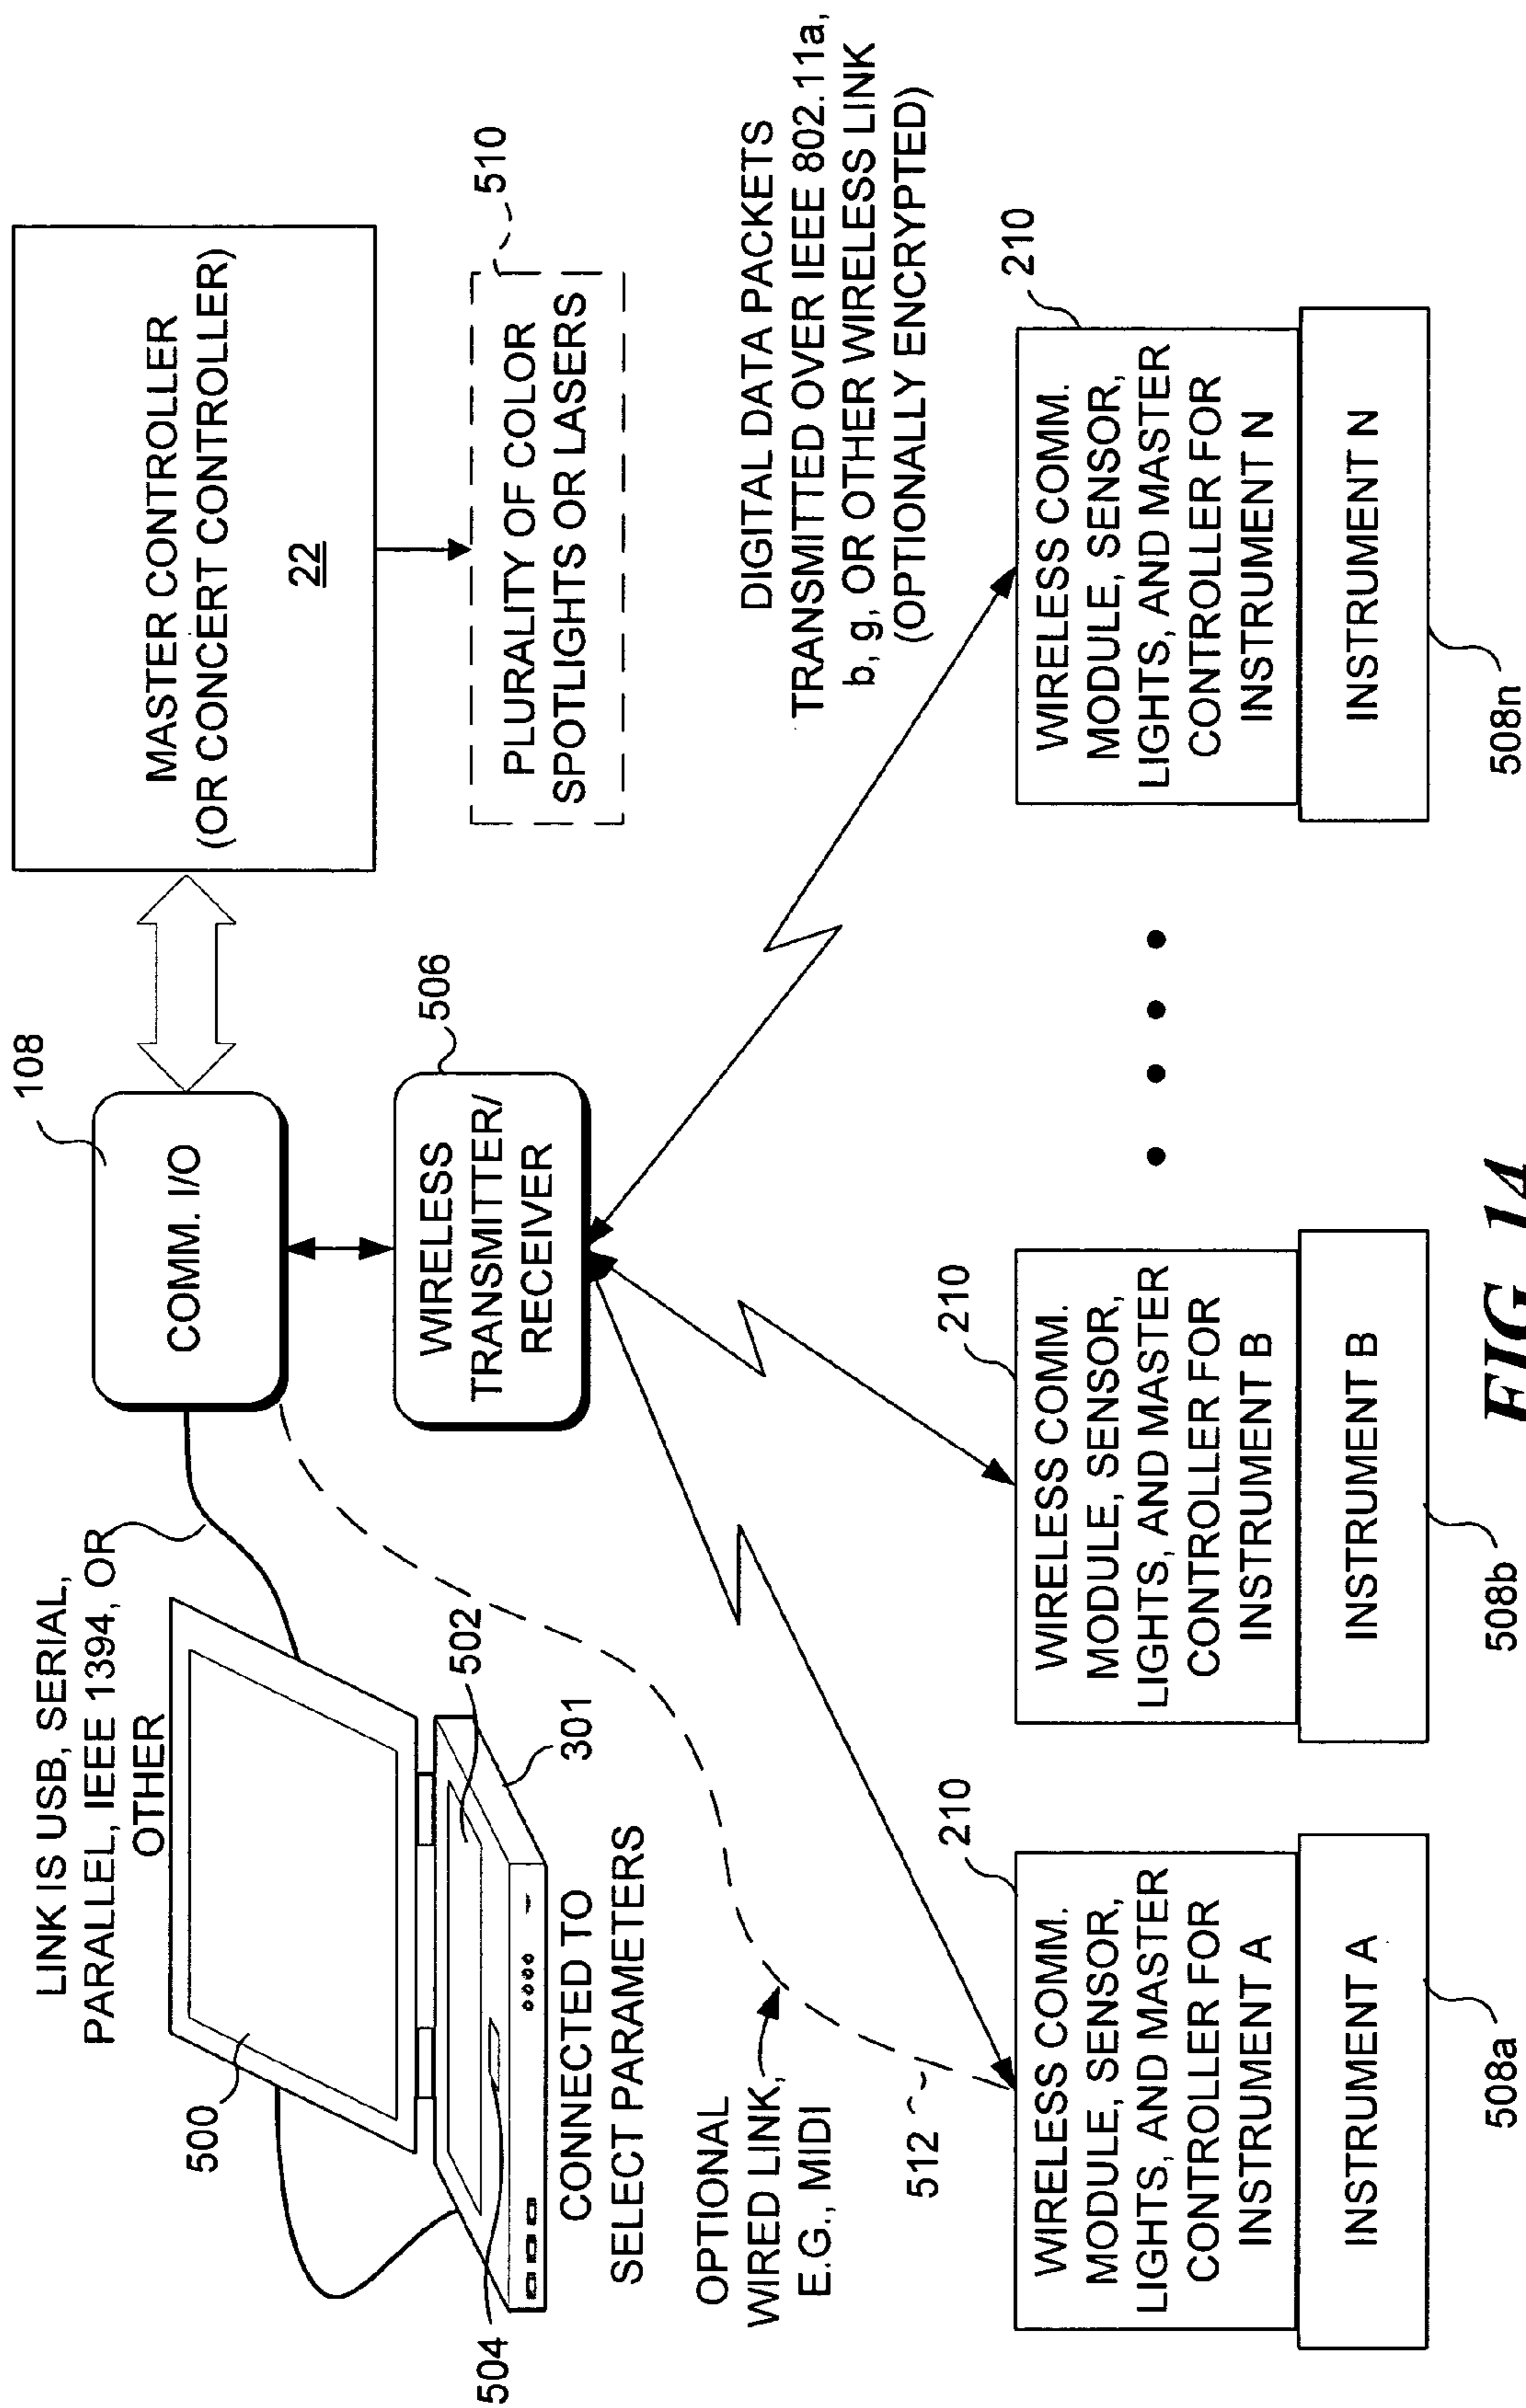 LINK IS USB, SERIAL,
PARALLEL, IEEE 1394, OR
OTHER
500
502
301
504
CONNECTED TO
SELECT PARAMETERS
108
COMM. I/O
MASTER CONTROLLER
(OR CONCERT CONTROLLER)
22
506
WIRELESS
TRANSMITTER/
RECEIVER
510
PLURALITY OF COLOR
SPOTLIGHTS OR LASERS
OPTIONAL
WIRED LINK,
E.G., MIDI
512
DIGITAL DATA PACKETS
TRANSMITTED OVER IEEE 802.11a,
b, g, OR OTHER WIRELESS LINK
(OPTIONALLY ENCRYPTED)
210
WIRELESS COMM.
MODULE, SENSOR,
LIGHTS, AND MASTER
CONTROLLER FOR
INSTRUMENT A
INSTRUMENT A
508a
210
WIRELESS COMM.
MODULE, SENSOR,
LIGHTS, AND MASTER
CONTROLLER FOR
INSTRUMENT B
INSTRUMENT B
508b
210
WIRELESS COMM.
MODULE, SENSOR,
LIGHTS, AND MASTER
CONTROLLER FOR
INSTRUMENT N
INSTRUMENT N
508n
FIG. 14